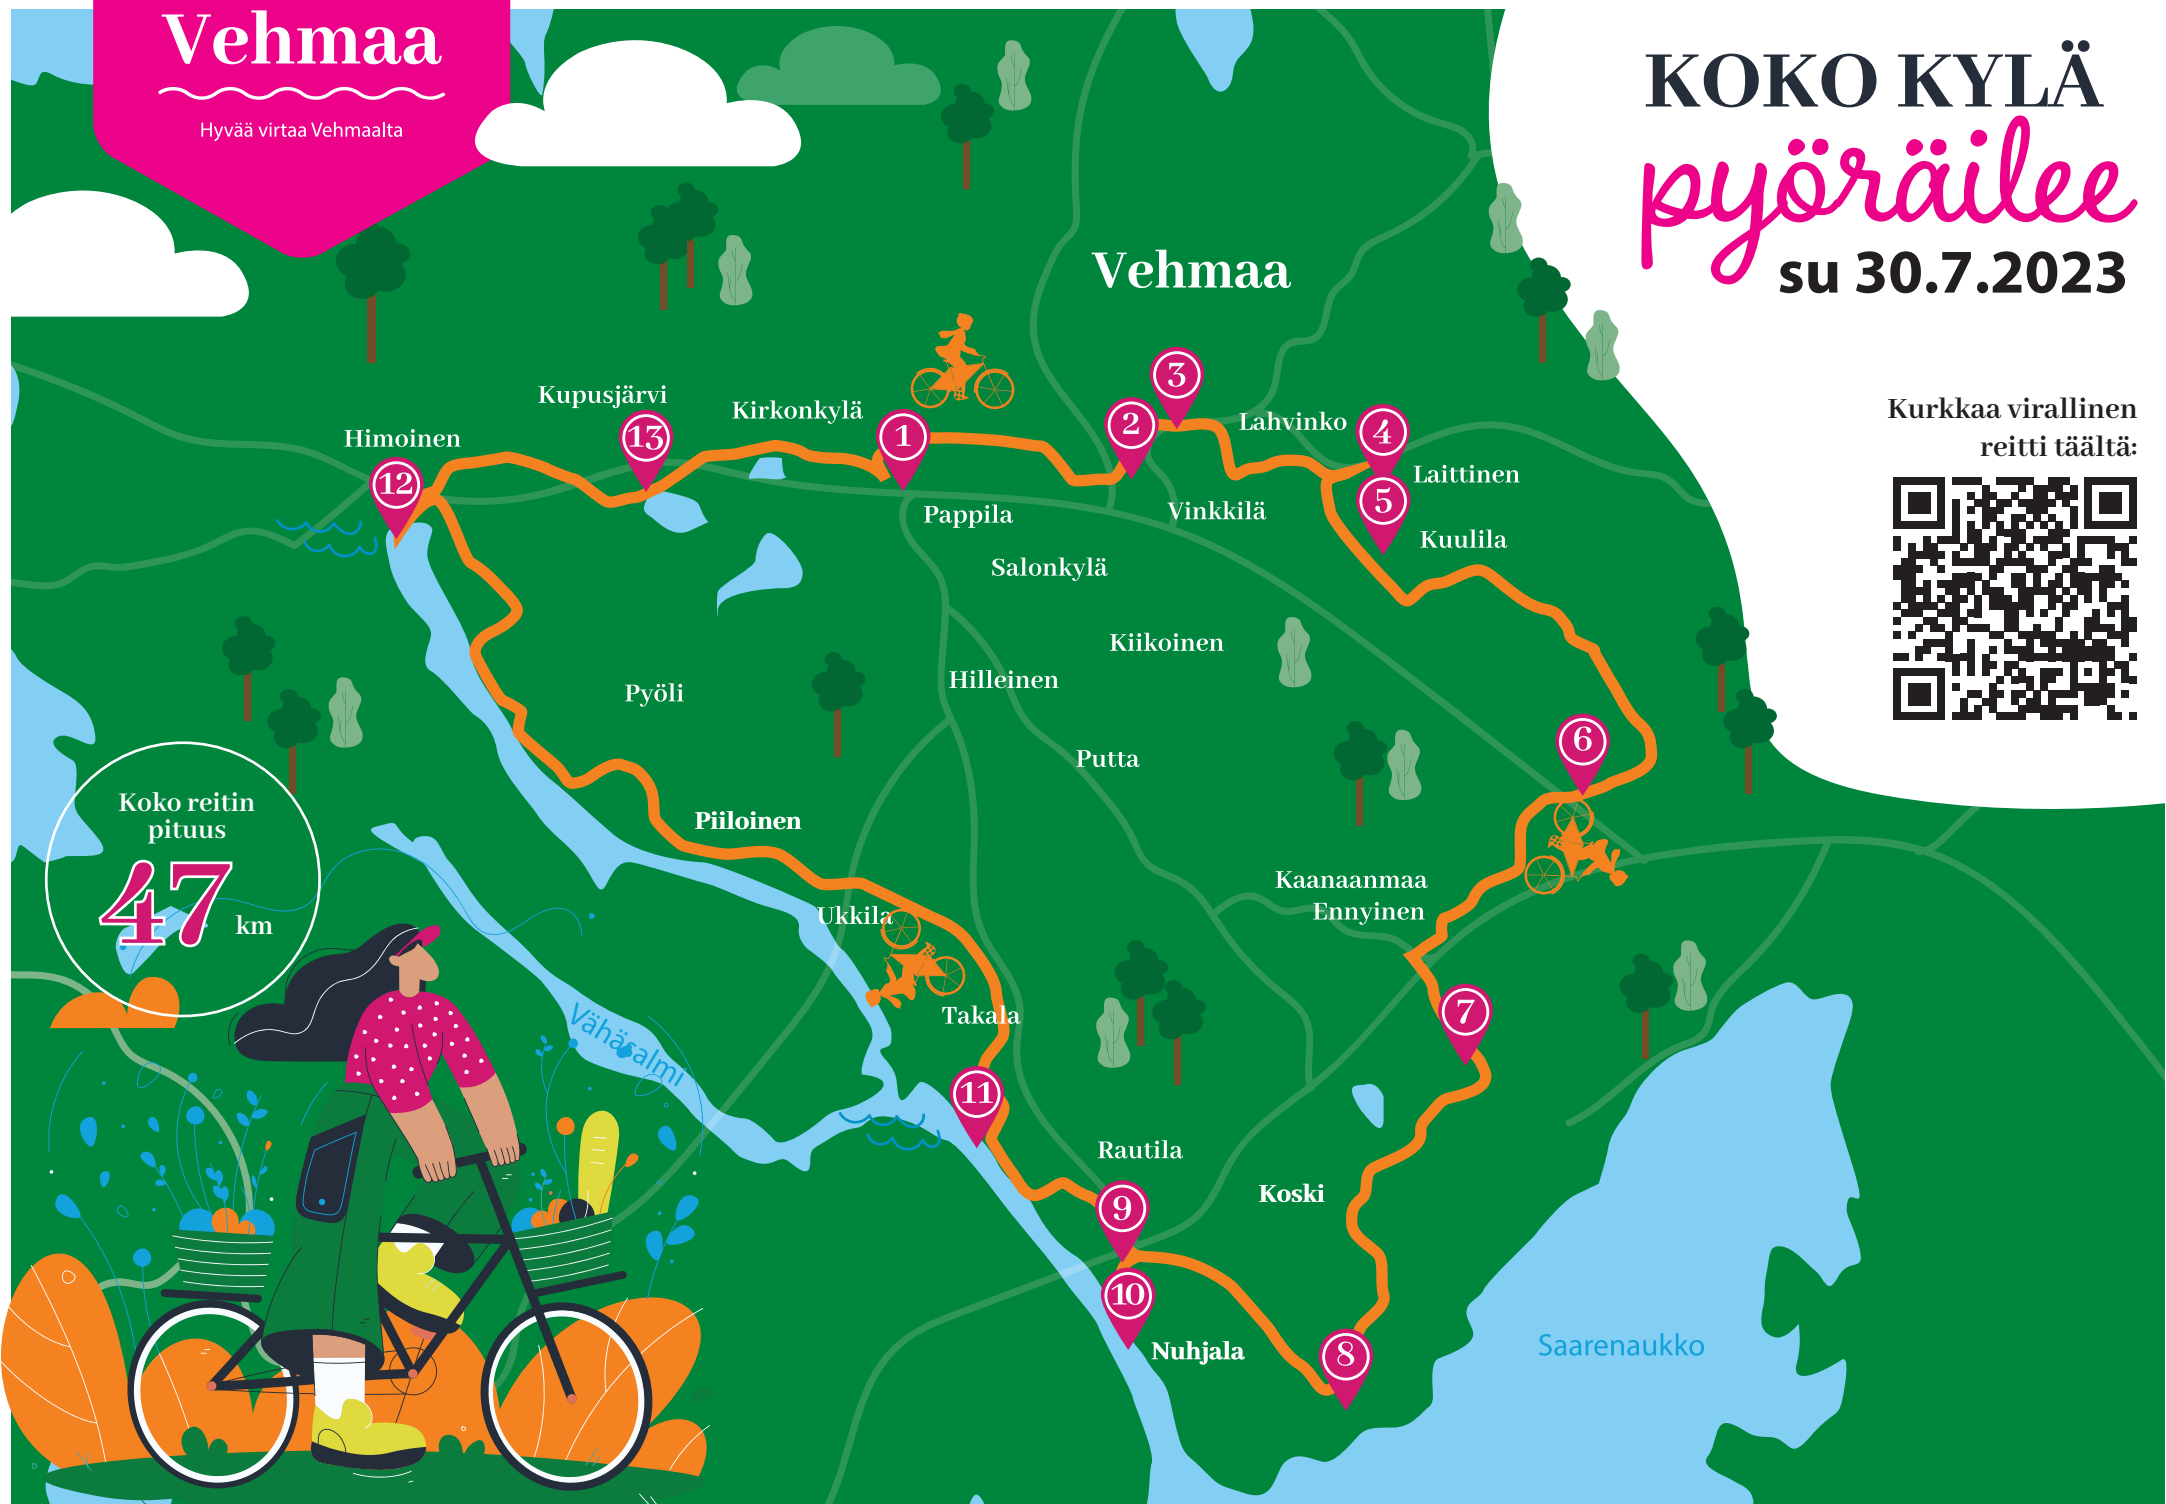 Vehmaa
Hyvää virtaa Vehmaalta
KOKO KYLÄ
pyöräilee
su 30.7.2023
Kurkkaa virallinen
reitti täältä:
Vehmaa
3
Kupusjärvi
Kirkonkylä
2
Lahvinko
4
Himoinen
13
1
Laittinen
12
5
Pappila
Vinkkilä
Kuulila
Salonkylä
Kiikoinen
Hilleinen
Pyöli
6
Putta
Koko reitin
pituus
47 km
Piiloinen
Kaanaanmaa
Ennyinen
Ukkila
Takala
7
Vähäsalmi
11
Rautila
Koski
9
10
Nuhjala
8
Saarenaukko